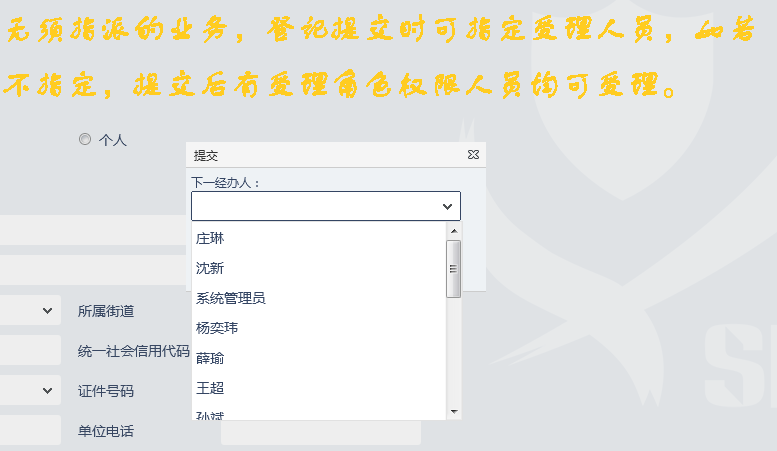 无须指派的业务，登记提交时可指定受理人员，如若
不指定，提交后有受理角色权限人员均可受理。
个人
提交
下一经办人：
庄琳
沈新
系统管理员
杨奕玮
薛瑜
王超
孙斌
所属街道
统一社会信用代码
证件号码
单位电话